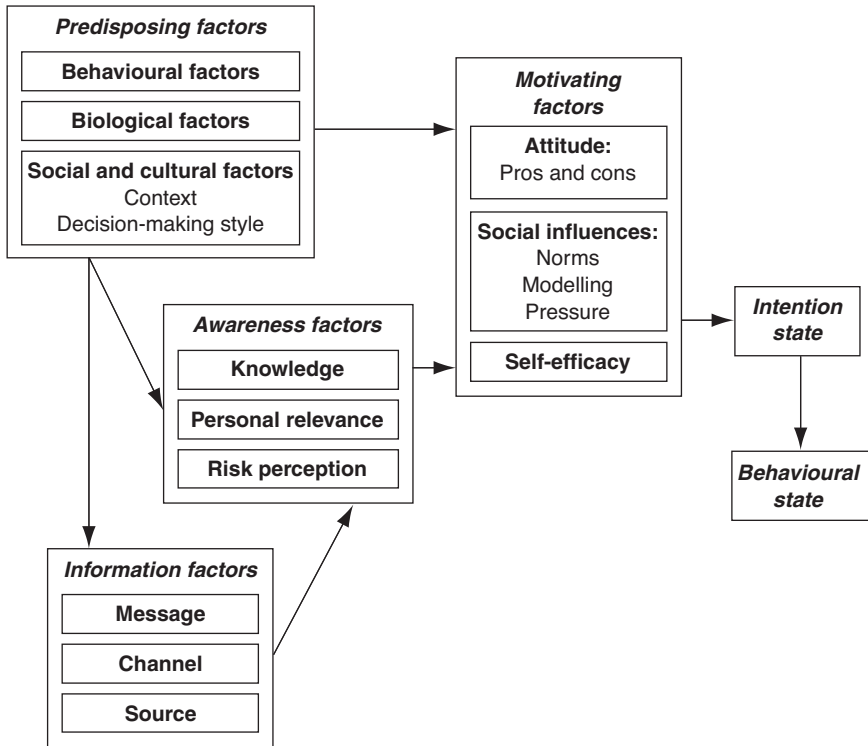 Predisposing factors
Behavioural factors
Biological factors
Social and cultural factors
Context
Decision-making style
Motivating
factors
Attitude:
Pros and cons
Social influences:
Norms
Modelling
Pressure
Self-efficacy
Awareness factors
Knowledge
Personal relevance
Risk perception
Information factors
Message
Channel
Source
Intention
state
Behavioural
state